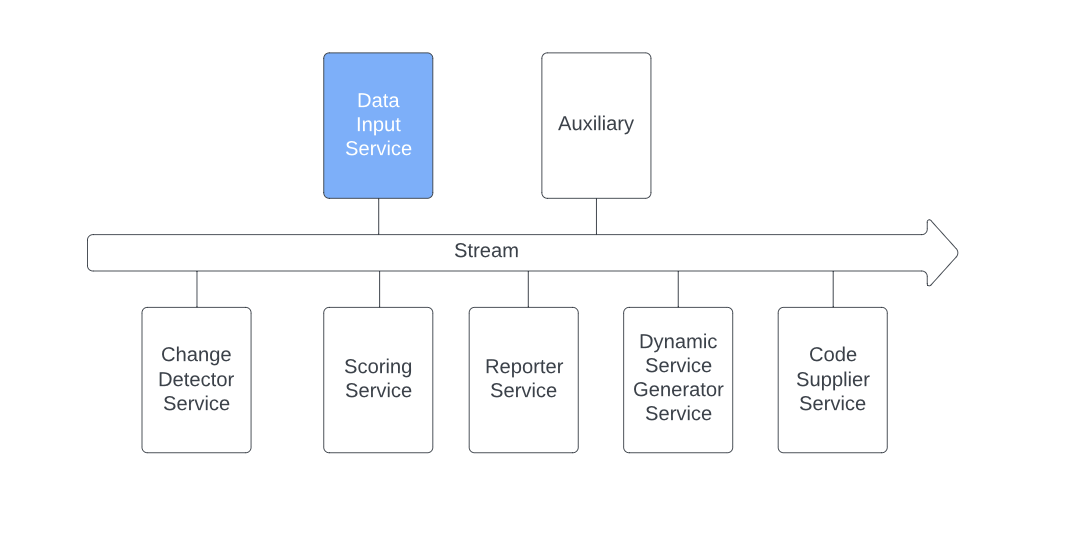 Data
Input
Service
Auxiliary
Stream
Change
Detector
Service
Scoring
Service
Reporter
Service
Dynamic
Service
Generator
Service
Code
Supplier
Service